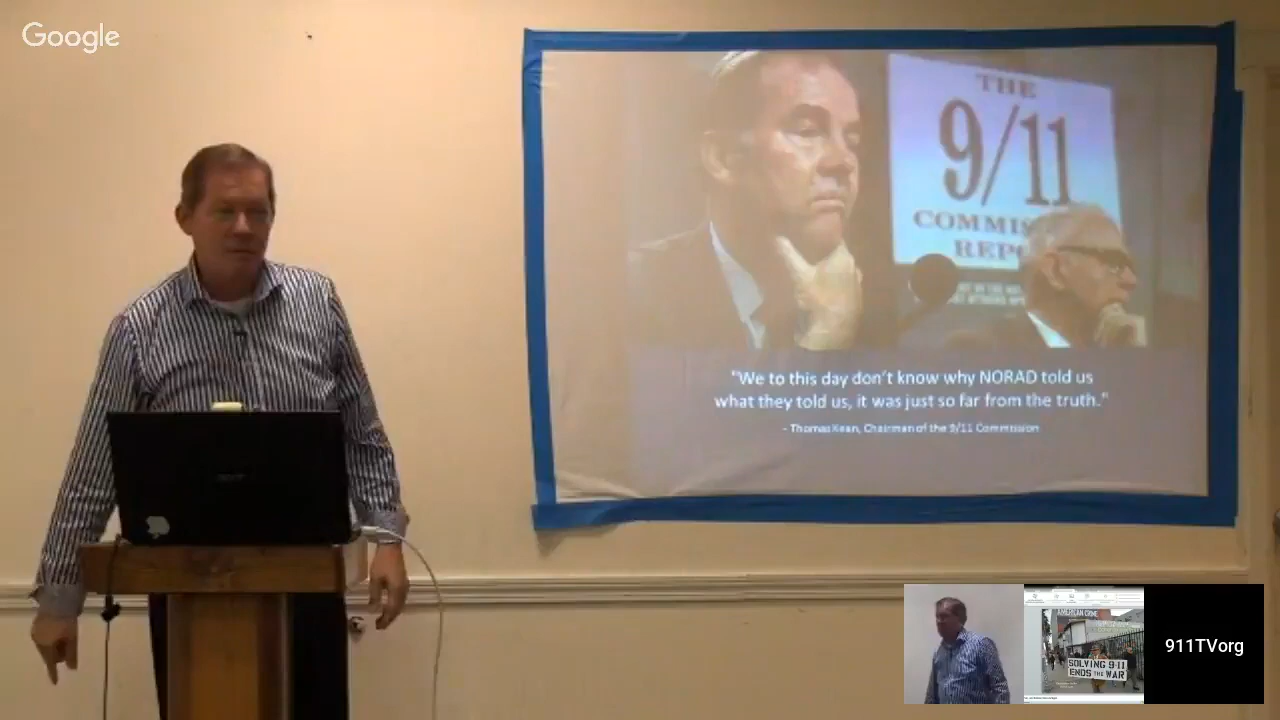 Google
THE
9/11
COMMIS
REPO
"We to this day don't know why NORAD told us
what they told us, it was just so far from the truth."
- Thomas Kean, Chairman of the 9/11 Commission
AMERICAN CRIME
SOLVING 9-11
ENDS THE WAR
911TVorg